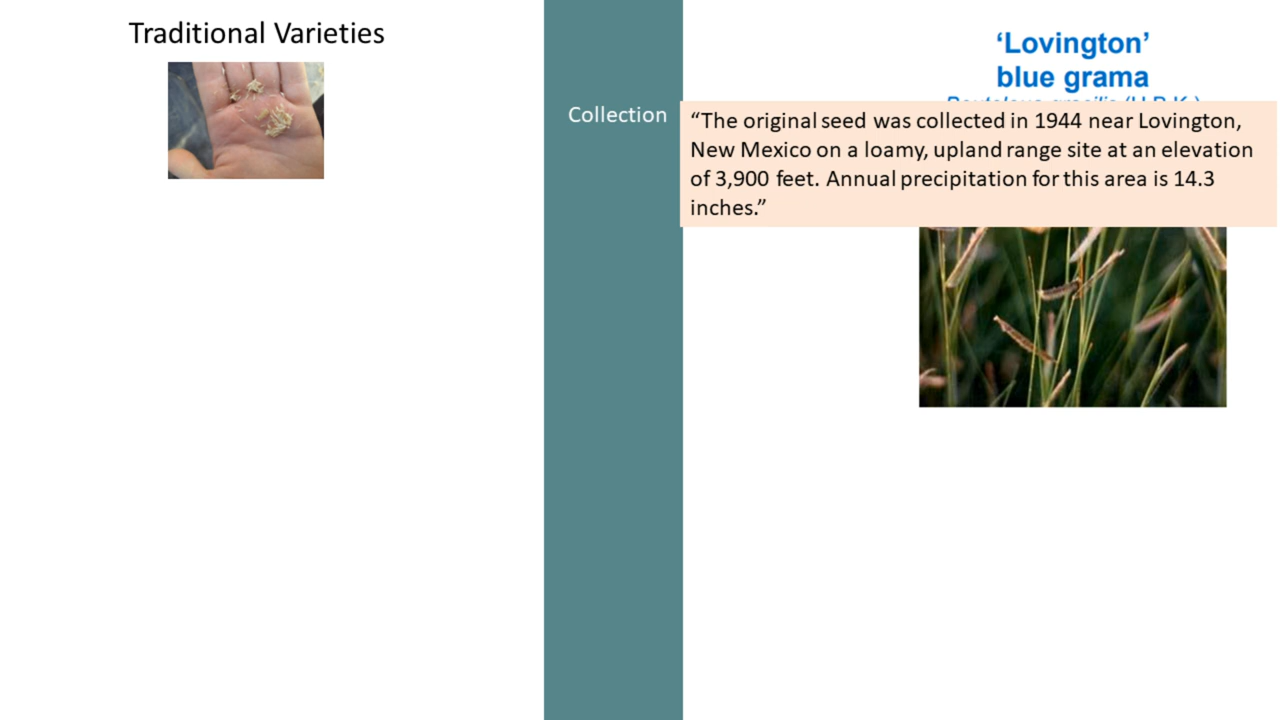 Traditional Varieties
‘Lovington’
blue grama
Collection
“The original seed was collected in 1944 near Lovington,
New Mexico on a loamy, upland range site at an elevation
of 3,900 feet. Annual precipitation for this area is 14.3
inches.”